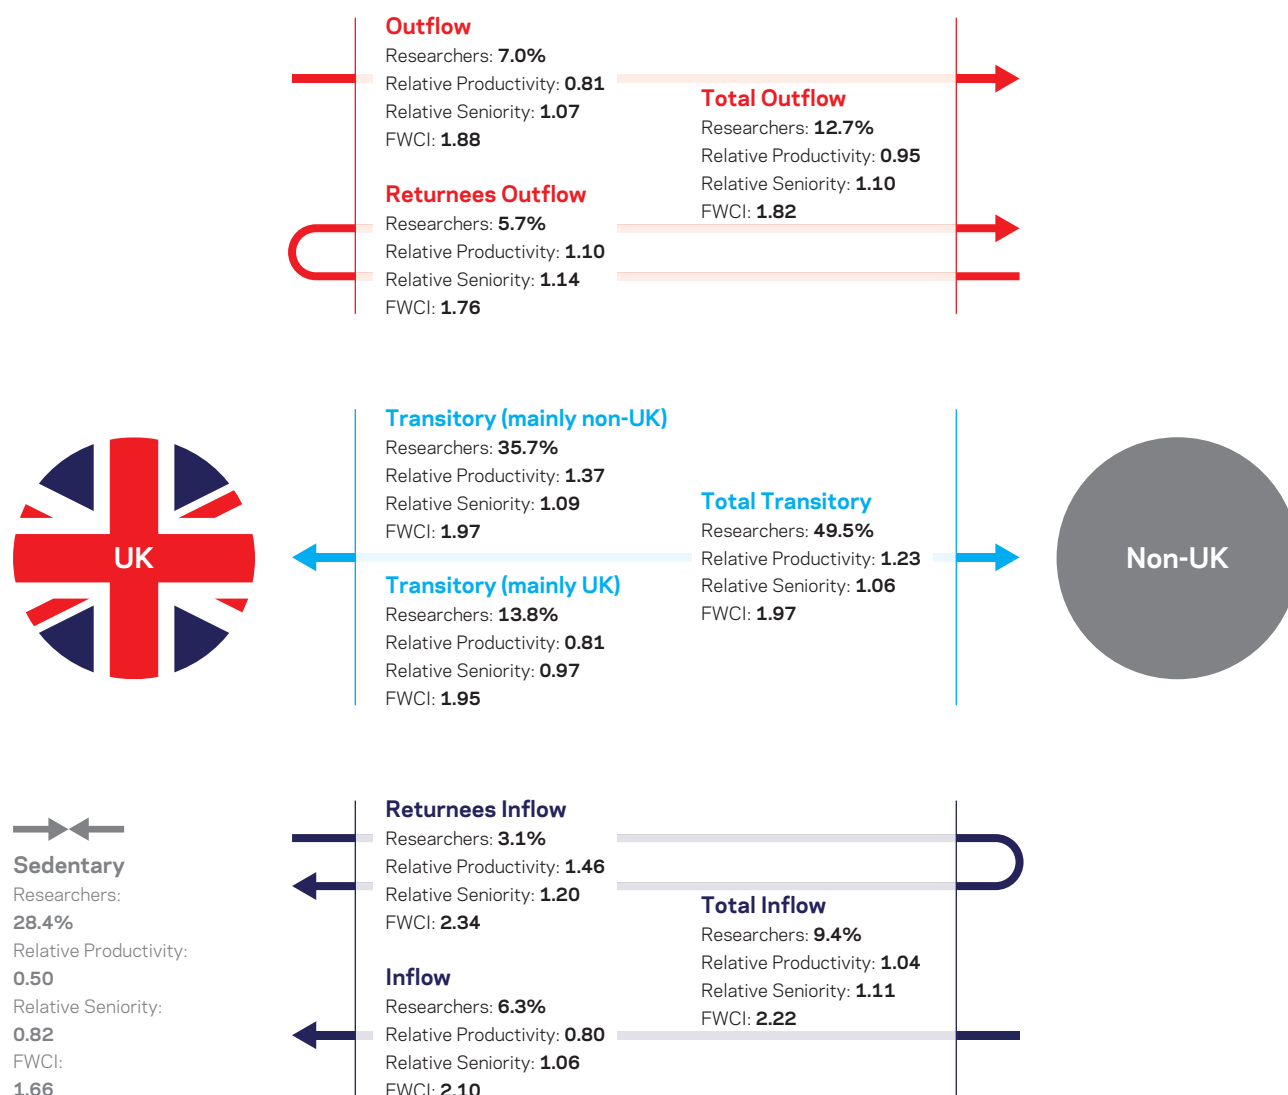 Outflow
Researchers: 7.0%
Relative Productivity: 0.81
Relative Seniority: 1.07
FWCI: 1.88
Returnees Outflow
Researchers: 5.7%
Relative Productivity: 1.10
Relative Seniority: 1.14
FWCI: 1.76
Total Outflow
Researchers: 12.7%
Relative Productivity: 0.95
Relative Seniority: 1.10
FWCI: 1.82
UK
Transitory (mainly non-UK)
Researchers: 35.7%
Relative Productivity: 1.37
Relative Seniority: 1.09
FWCI: 1.97
Transitory (mainly UK)
Researchers: 13.8%
Relative Productivity: 0.81
Relative Seniority: 0.97
FWCI: 1.95
Total Transitory
Researchers: 49.5%
Relative Productivity: 1.23
Relative Seniority: 1.06
FWCI: 1.97
Non-UK
Sedentary
Researchers:
28.4%
Relative Productivity:
0.50
Relative Seniority:
0.82
FWCI:
1.66
Returnees Inflow
Researchers: 3.1%
Relative Productivity: 1.46
Relative Seniority: 1.20
FWCI: 2.34
Inflow
Researchers: 6.3%
Relative Productivity: 0.80
Relative Seniority: 1.06
FWCI: 2.10
Total Inflow
Researchers: 9.4%
Relative Productivity: 1.04
Relative Seniority: 1.11
FWCI: 2.22